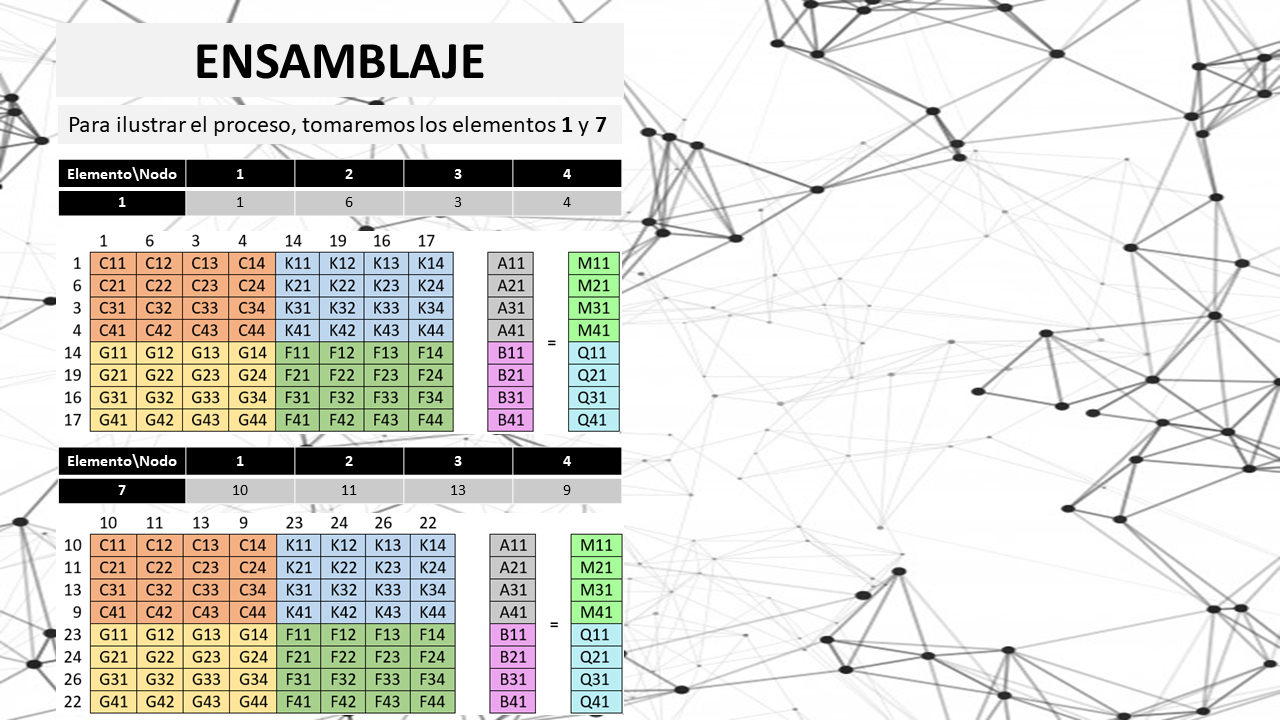 ENSAMBLAJE
Para ilustrar el proceso, tomaremos los elementos 1 y 7
Elemento\Nodo 1 2 3 4
1 1 6 3 4
1 6 3 4 14 19 16 17
1 C11 C12 C13 C14 K11 K12 K13 K14 A11 M11
6 C21 C22 C23 C24 K21 K22 K23 K24 A21 M21
3 C31 C32 C33 C34 K31 K32 K33 K34 A31 M31
4 C41 C42 C43 C44 K41 K42 K43 K44 A41 M41
=
14 G11 G12 G13 G14 F11 F12 F13 F14 B11 Q11
19 G21 G22 G23 G24 F21 F22 F23 F24 B21 Q21
16 G31 G32 G33 G34 F31 F32 F33 F34 B31 Q31
17 G41 G42 G43 G44 F41 F42 F43 F44 B41 Q41
Elemento\Nodo 1 2 3 4
7 10 11 13 9
10 11 13 9 23 24 26 22
10 C11 C12 C13 C14 K11 K12 K13 K14 A11 M11
11 C21 C22 C23 C24 K21 K22 K23 K24 A21 M21
13 C31 C32 C33 C34 K31 K32 K33 K34 A31 M31
9 C41 C42 C43 C44 K41 K42 K43 K44 A41 M41
=
23 G11 G12 G13 G14 F11 F12 F13 F14 B11 Q11
24 G21 G22 G23 G24 F21 F22 F23 F24 B21 Q21
26 G31 G32 G33 G34 F31 F32 F33 F34 B31 Q31
22 G41 G42 G43 G44 F41 F42 F43 F44 B41 Q41